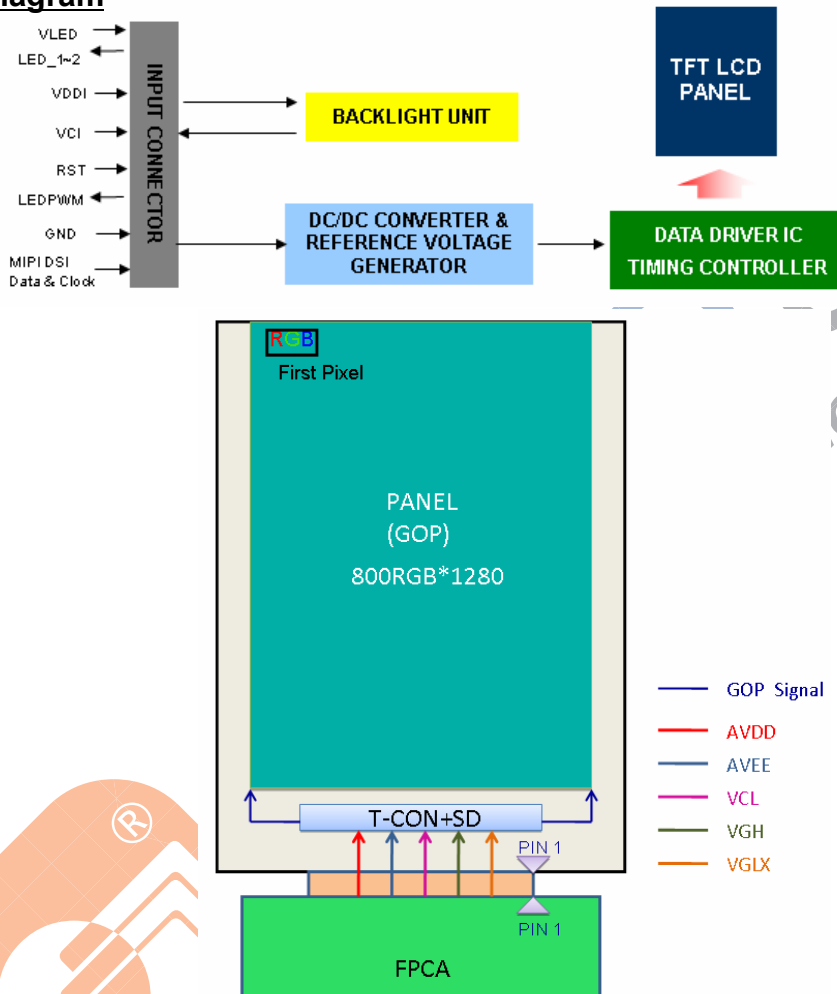 VLED
LED_1~2
VDDI
VCI
RST
LEDPWM
GND
MIPI DSI
Data & Clock
INPUT CONNECTOR
BACKLIGHT UNIT
DC/DC CONVERTER &
REFERENCE VOLTAGE
GENERATOR
TFT LCD
PANEL
DATA DRIVER IC
TIMING CONTROLLER
RGB
First Pixel
PANEL
(GOP)
800RGB*1280
GOP Signal
AVDD
AVEE
VCL
VGH
VGLX
T-CON+SD
PIN 1
PIN 1
FPCA
®